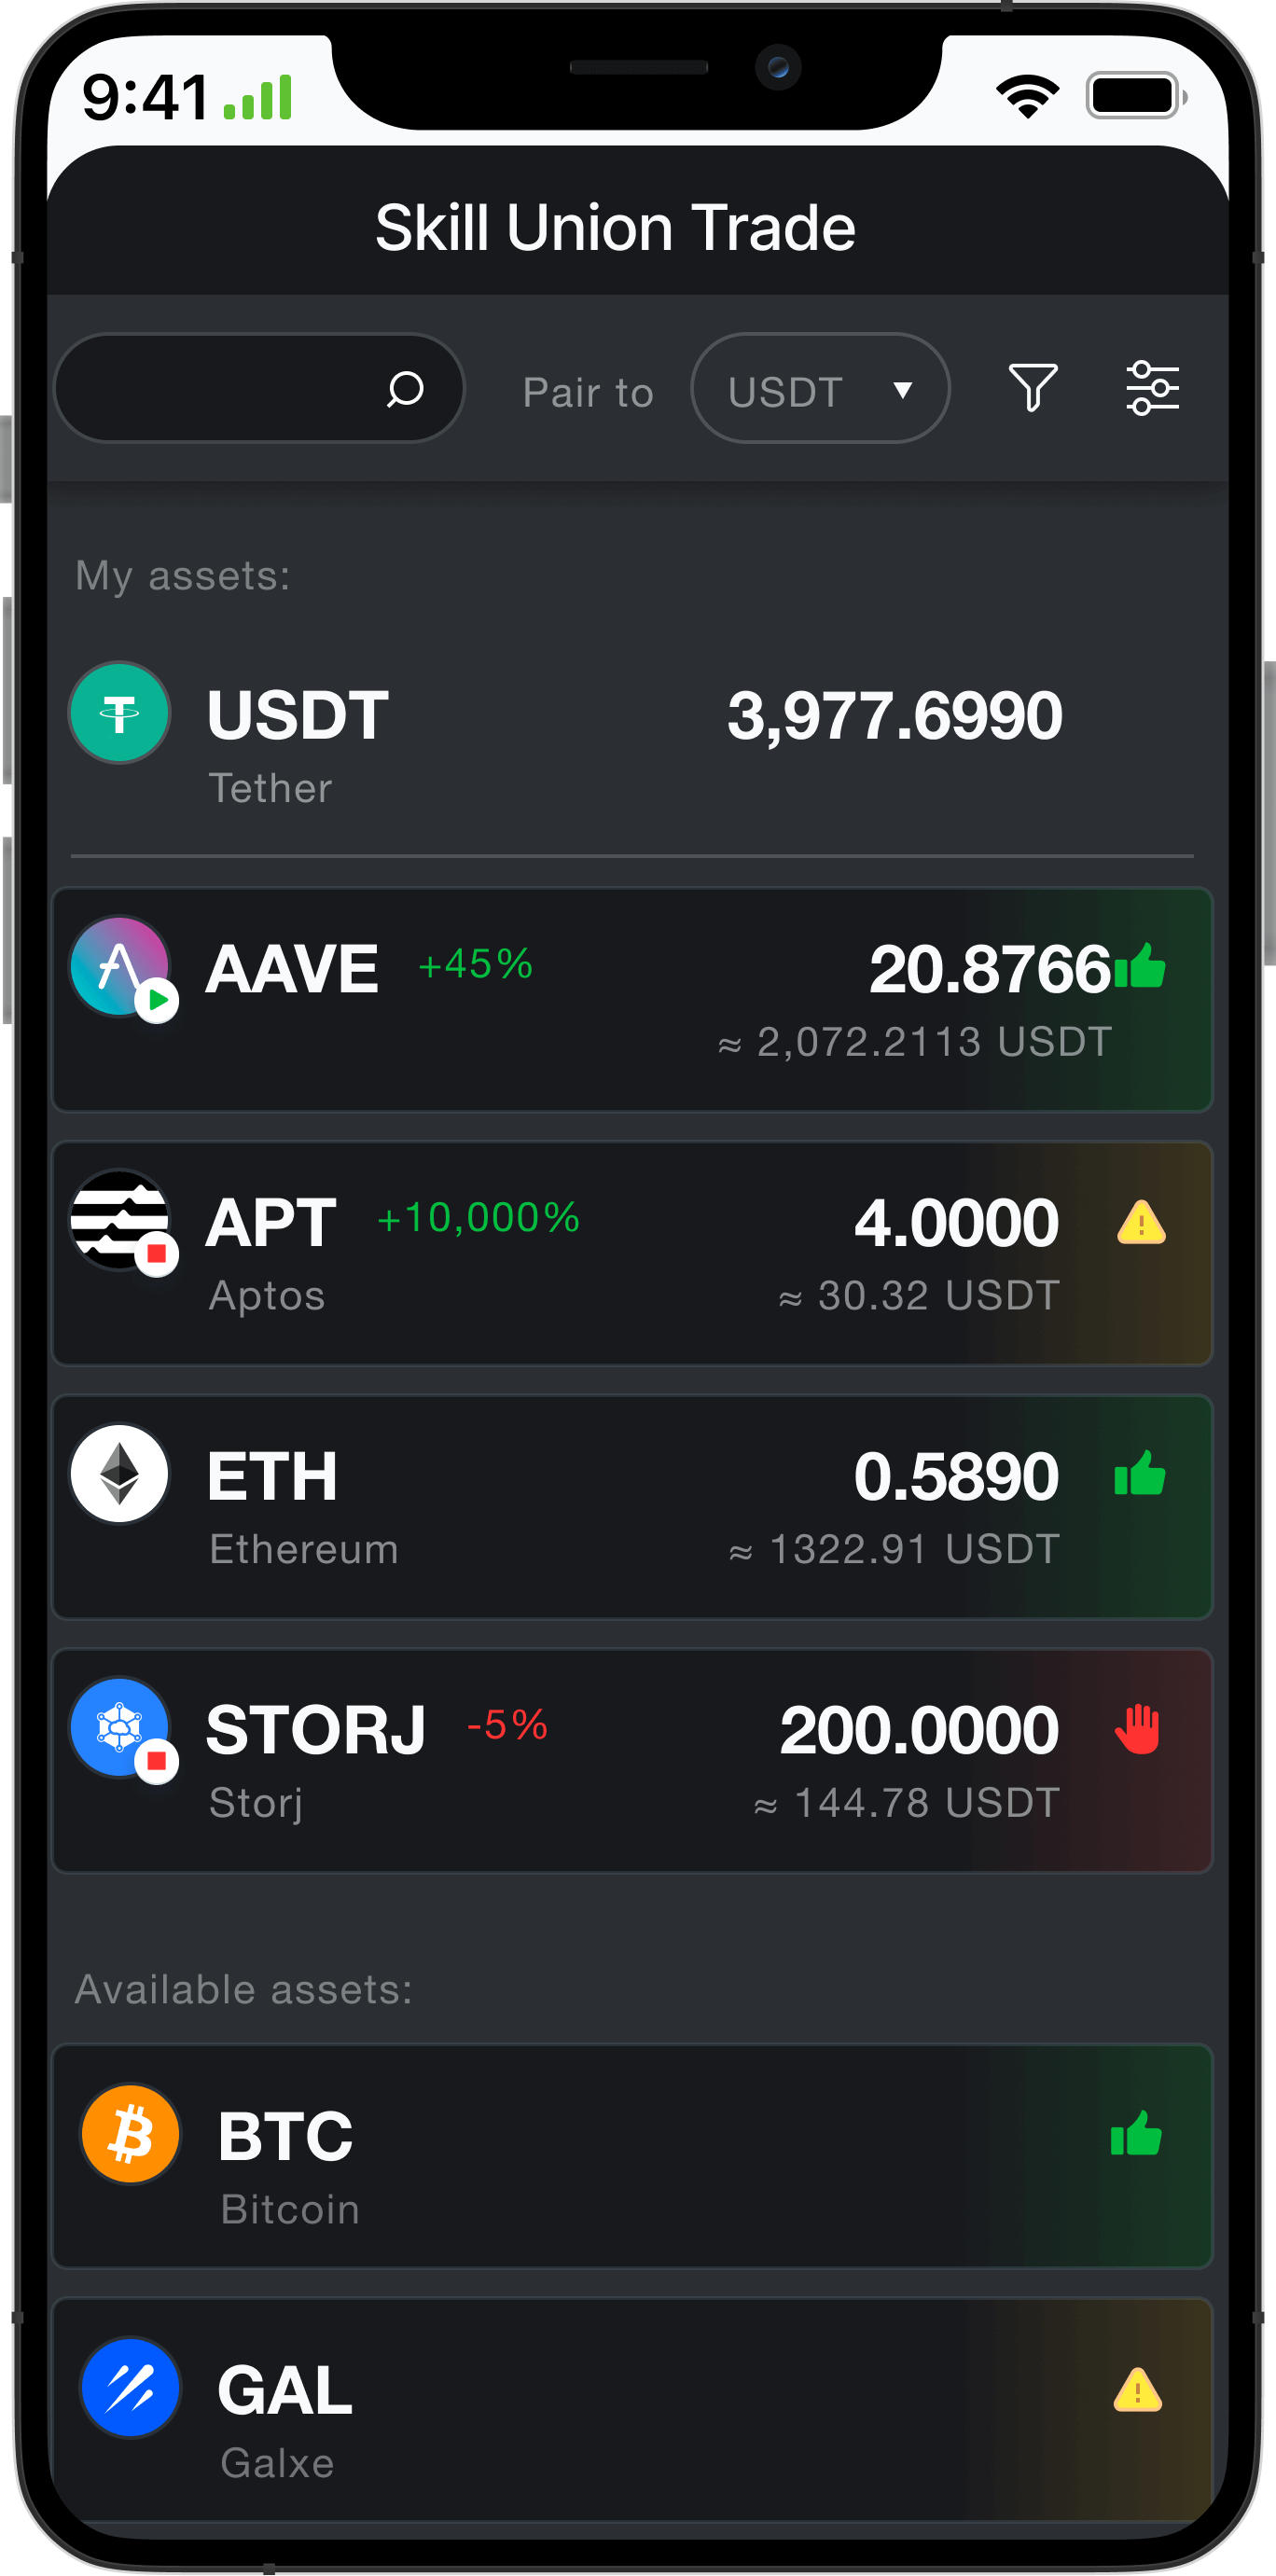 9:41
Skill Union Trade
Pair to USDT
My assets:
USDT 3,977.6990
Tether
AAVE +45% 20.8766
≈ 2,072.2113 USDT
APT +10,000% 4.0000
Aptos ≈ 30.32 USDT
ETH 0.5890
Ethereum ≈ 1322.91 USDT
STORJ -5% 200.0000
Storj ≈ 144.78 USDT
Available assets:
BTC
Bitcoin
GAL
Galxe